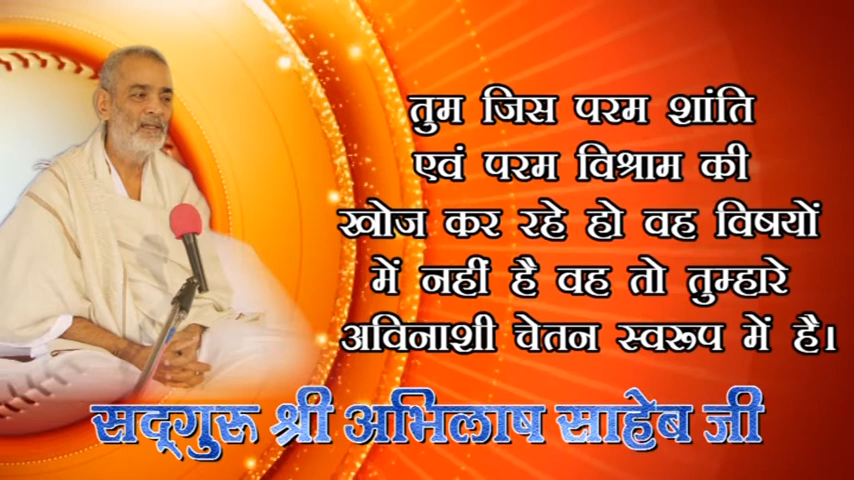 तुम जिस परम शांति
एवं परम विश्राम की
खोज कर रहे हो वह विषयों
में नहीं है वह तो तुम्हारे
अविनाशी चेतन स्वरूप में है।
सद्गुरु श्री अभिलाष साहेब जी